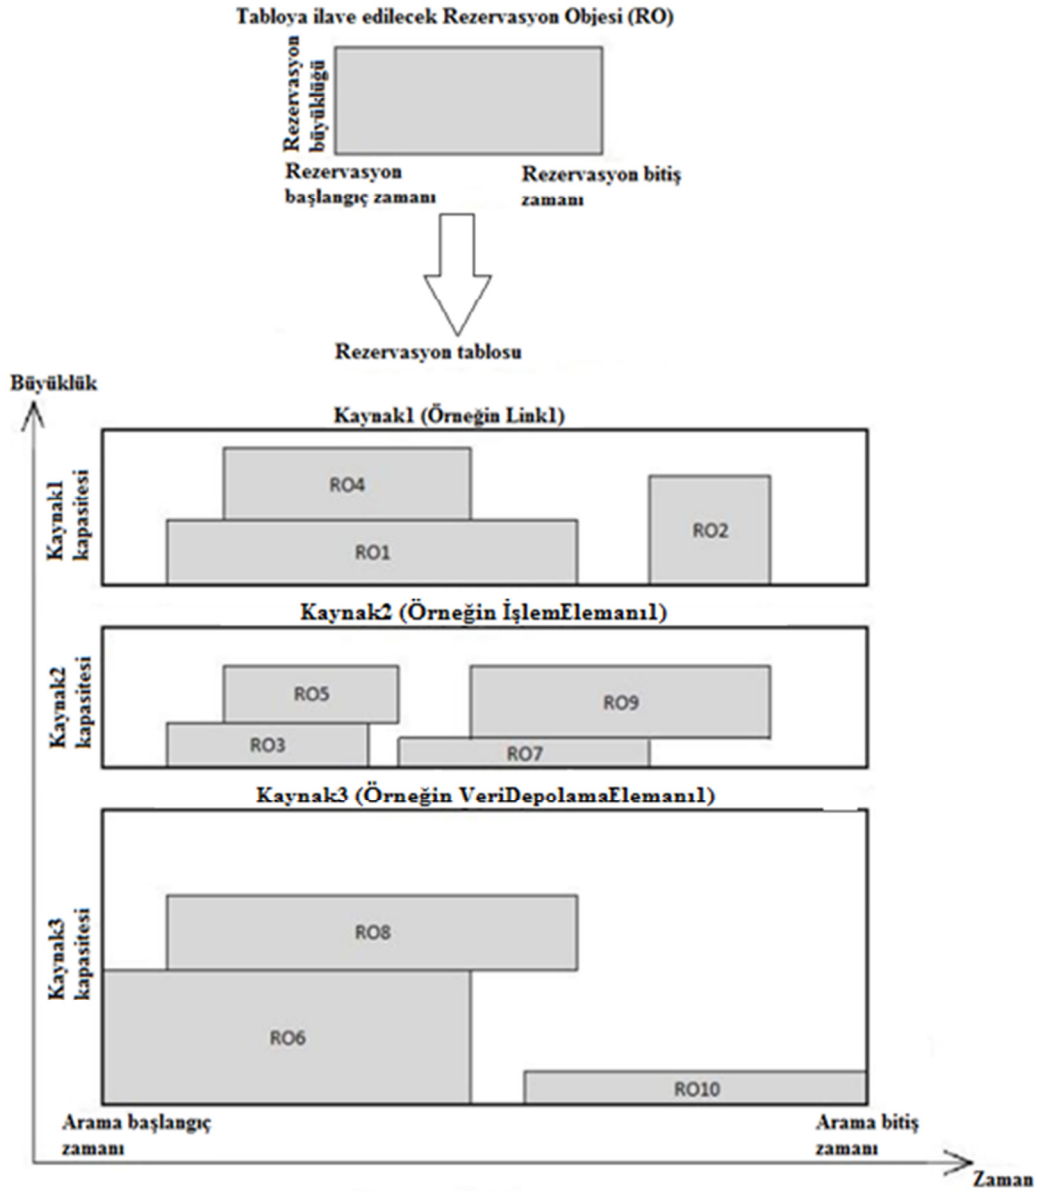 Tabloya ilave edilecek Rezervasyon Objesi (RO)
Rezervasyon
büyüklüğü
Rezervasyon
başlangıç zamanı
Rezervasyon bitiş
zamanı
Rezervasyon tablosu
Büyüklük
Kaynak1 (Örneğin Link1)
Kaynak1
kapasitesi
RO4
RO1
RO2
Kaynak2 (Örneğin İşlemElemanı1)
Kaynak2
kapasitesi
RO5
RO3
RO9
RO7
Kaynak3 (Örneğin VeriDepolamaElemanı1)
Kaynak3
kapasitesi
RO8
RO6
RO10
Arama başlangıç
zamanı
Arama bitiş
zamanı
Zaman